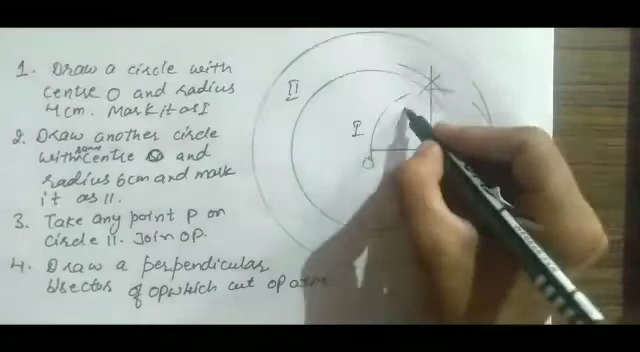 1. Draw a circle with
centre O and radius
4 cm. Mark it as I
2. Draw another circle
with same centre and
radius 6cm and mark
it as II.
3. Take any point P on
circle II. Join OP.
4. Draw a perpendicular
bisector of OP which cut OP at
II
I
O